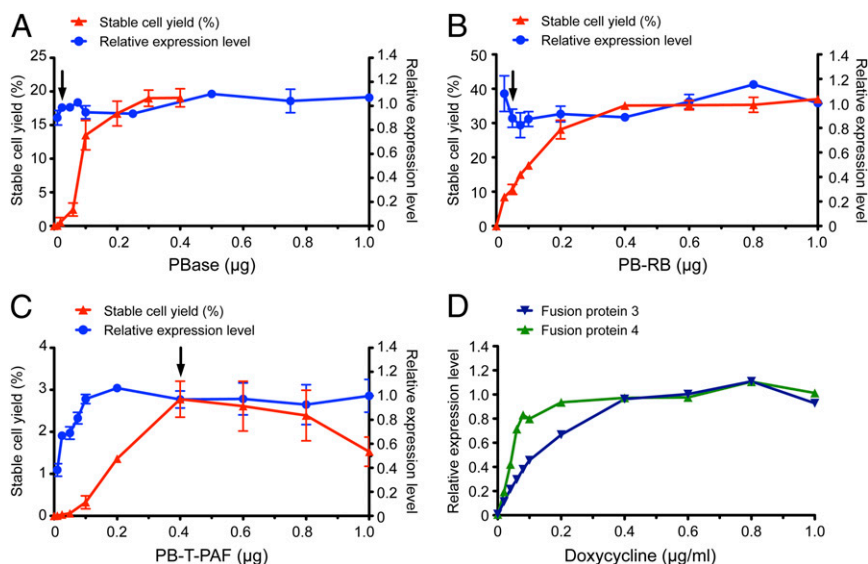 A
Stable cell yield (%)
Relative expression level
Stable cell yield (%)
25
20
15
10
5
0
1.4
1.2
1.0
0.8
0.6
0.4
0.2
0
Relative expression level
0 0.2 0.4 0.6 0.8 1.0
PBase (µg)
B
Stable cell yield (%)
Relative expression level
Stable cell yield (%)
50
40
30
20
10
0
1.4
1.2
1.0
0.8
0.6
0.4
0.2
0
Relative expression level
0 0.2 0.4 0.6 0.8 1.0
PB-RB (µg)
C
Stable cell yield (%)
Relative expression level
Stable cell yield (%)
4
3
2
1
0
1.4
1.2
1.0
0.8
0.6
0.4
0.2
0
Relative expression level
0 0.2 0.4 0.6 0.8 1.0
PB-T-PAF (µg)
D
Fusion protein 3
Fusion protein 4
Relative expression level
1.4
1.2
1.0
0.8
0.6
0.4
0.2
0
0 0.2 0.4 0.6 0.8 1.0
Doxycycline (µg/ml)